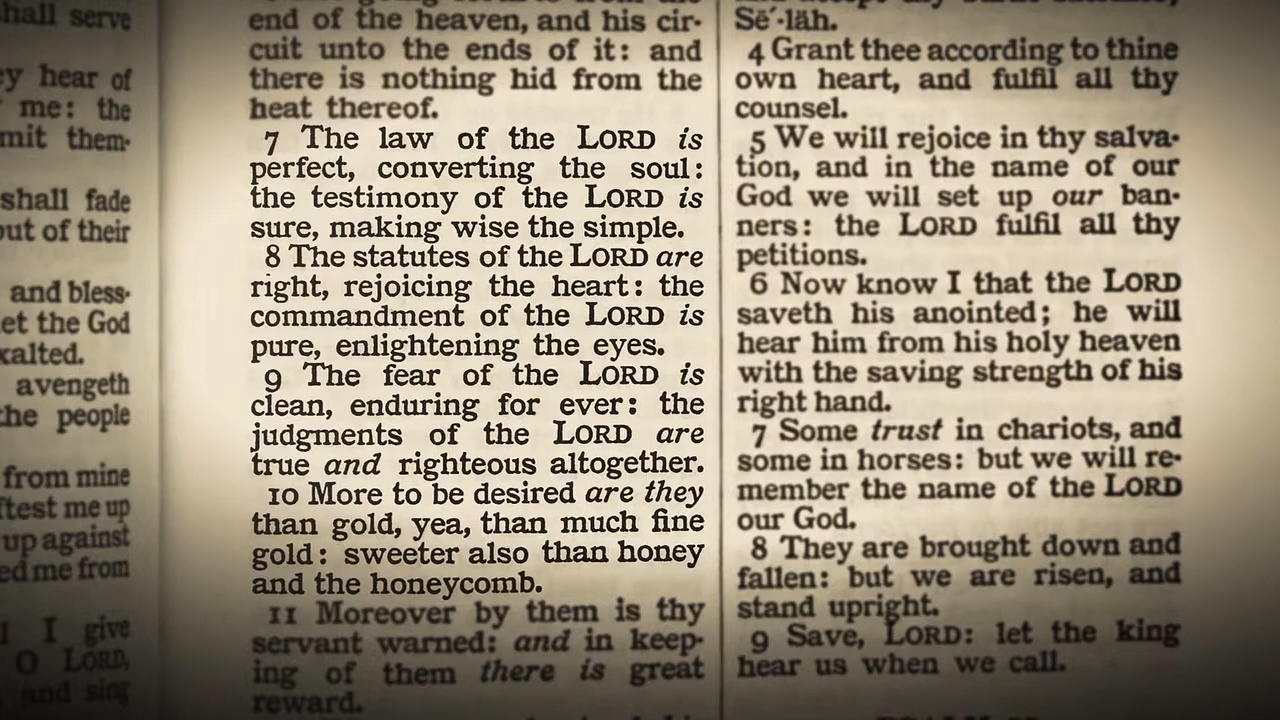 shall serve
hear of
me: the
mit them-
shall fade
out of their
and bless-
let the God
exalted.
avengeth
the people
from mine
liftest me up
up against
ed me from
I give
O LORD,
and sing
end of the heaven, and his cir-
cuit unto the ends of it: and
there is nothing hid from the
heat thereof.
7 The law of the LORD is
perfect, converting the soul:
the testimony of the LORD is
sure, making wise the simple.
8 The statutes of the LORD are
right, rejoicing the heart: the
commandment of the LORD is
pure, enlightening the eyes.
9 The fear of the LORD is
clean, enduring for ever: the
judgments of the LORD are
true and righteous altogether.
10 More to be desired are they
than gold, yea, than much fine
gold: sweeter also than honey
and the honeycomb.
11 Moreover by them is thy
servant warned: and in keep-
ing of them there is great
reward.
Sē′-läh.
4 Grant thee according to thine
own heart, and fulfil all thy
counsel.
5 We will rejoice in thy salva-
tion, and in the name of our
God we will set up our ban-
ners: the LORD fulfil all thy
petitions.
6 Now know I that the LORD
saveth his anointed; he will
hear him from his holy heaven
with the saving strength of his
right hand.
7 Some trust in chariots, and
some in horses: but we will re-
member the name of the LORD
our God.
8 They are brought down and
fallen: but we are risen, and
stand upright.
9 Save, LORD: let the king
hear us when we call.